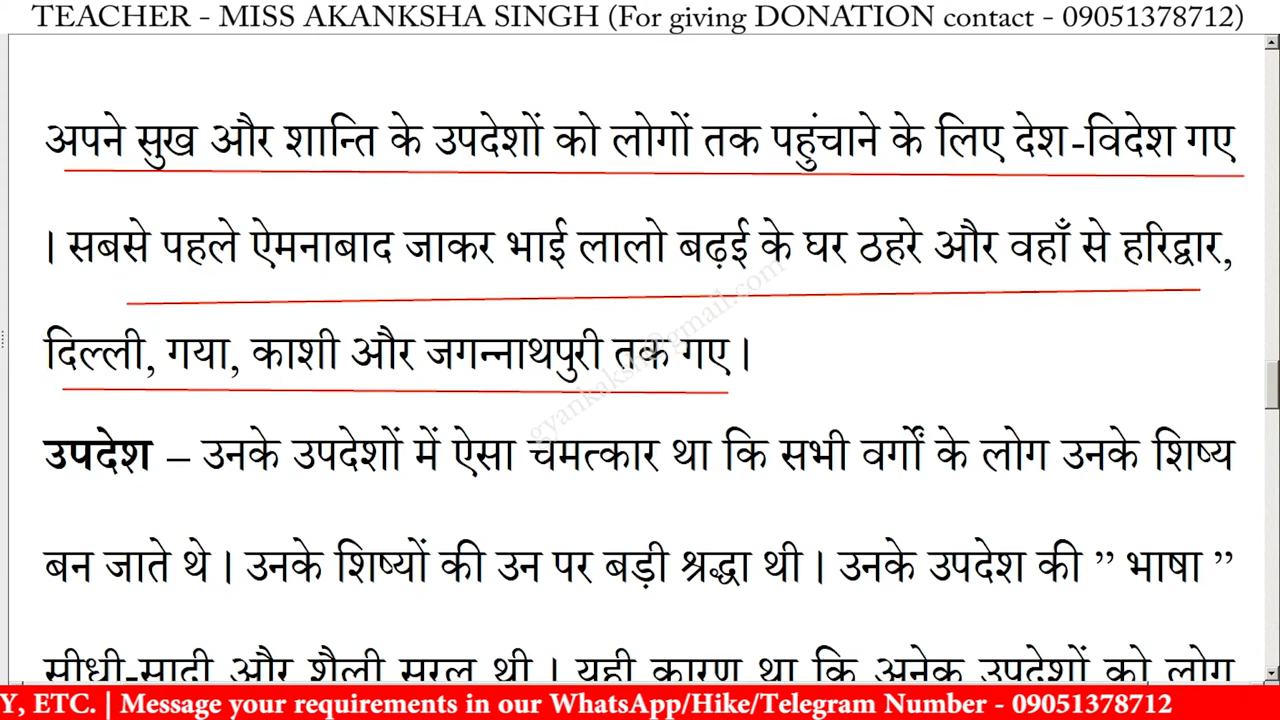 TEACHER - MISS AKANKSHA SINGH (For giving DONATION contact - 09051378712)
अपने सुख और शान्ति के उपदेशों को लोगों तक पहुंचाने के लिए देश-विदेश गए
। सबसे पहले ऐमनाबाद जाकर भाई लालो बढ़ई के घर ठहरे और वहाँ से हरिद्वार,
दिल्ली, गया, काशी और जगन्नाथपुरी तक गए।
gyankaksh@gmail.com
उपदेश – उनके उपदेशों में ऐसा चमत्कार था कि सभी वर्गों के लोग उनके शिष्य
बन जाते थे। उनके शिष्यों की उन पर बड़ी श्रद्धा थी। उनके उपदेश की ” भाषा ”
सीधी-सादी और शैली सरल थी। यही कारण था कि अनेक उपदेशों को लोग
Y, ETC. | Message your requirements in our WhatsApp/Hike/Telegram Number - 09051378712